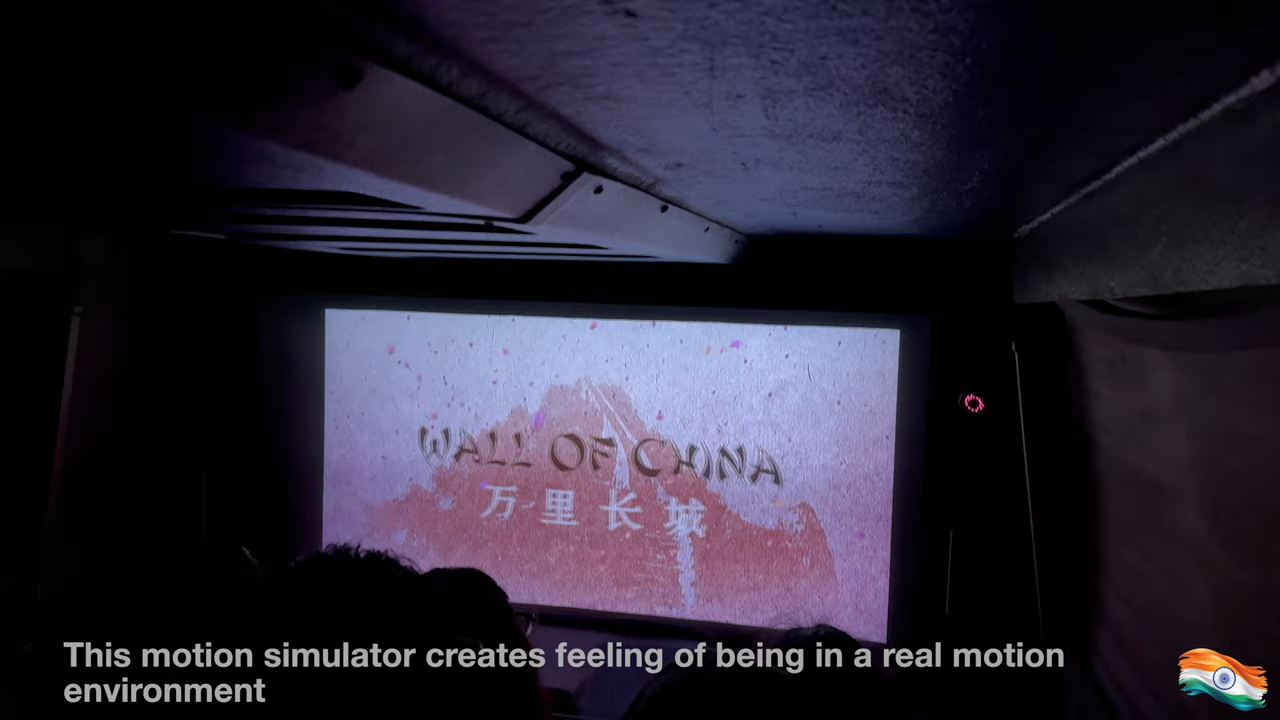 WALL OF CHINA
万里长城
This motion simulator creates feeling of being in a real motion
environment